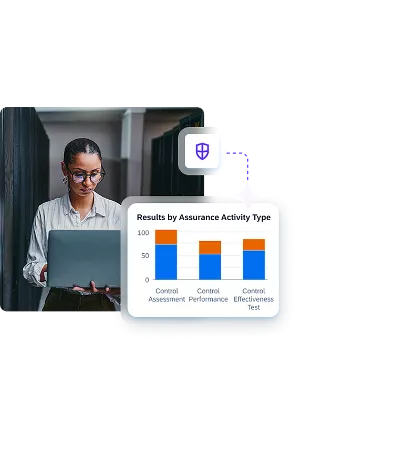 Results by Assurance Activity Type
100
50
0
Control Control Control
Assessment Performance Effectiveness
Test